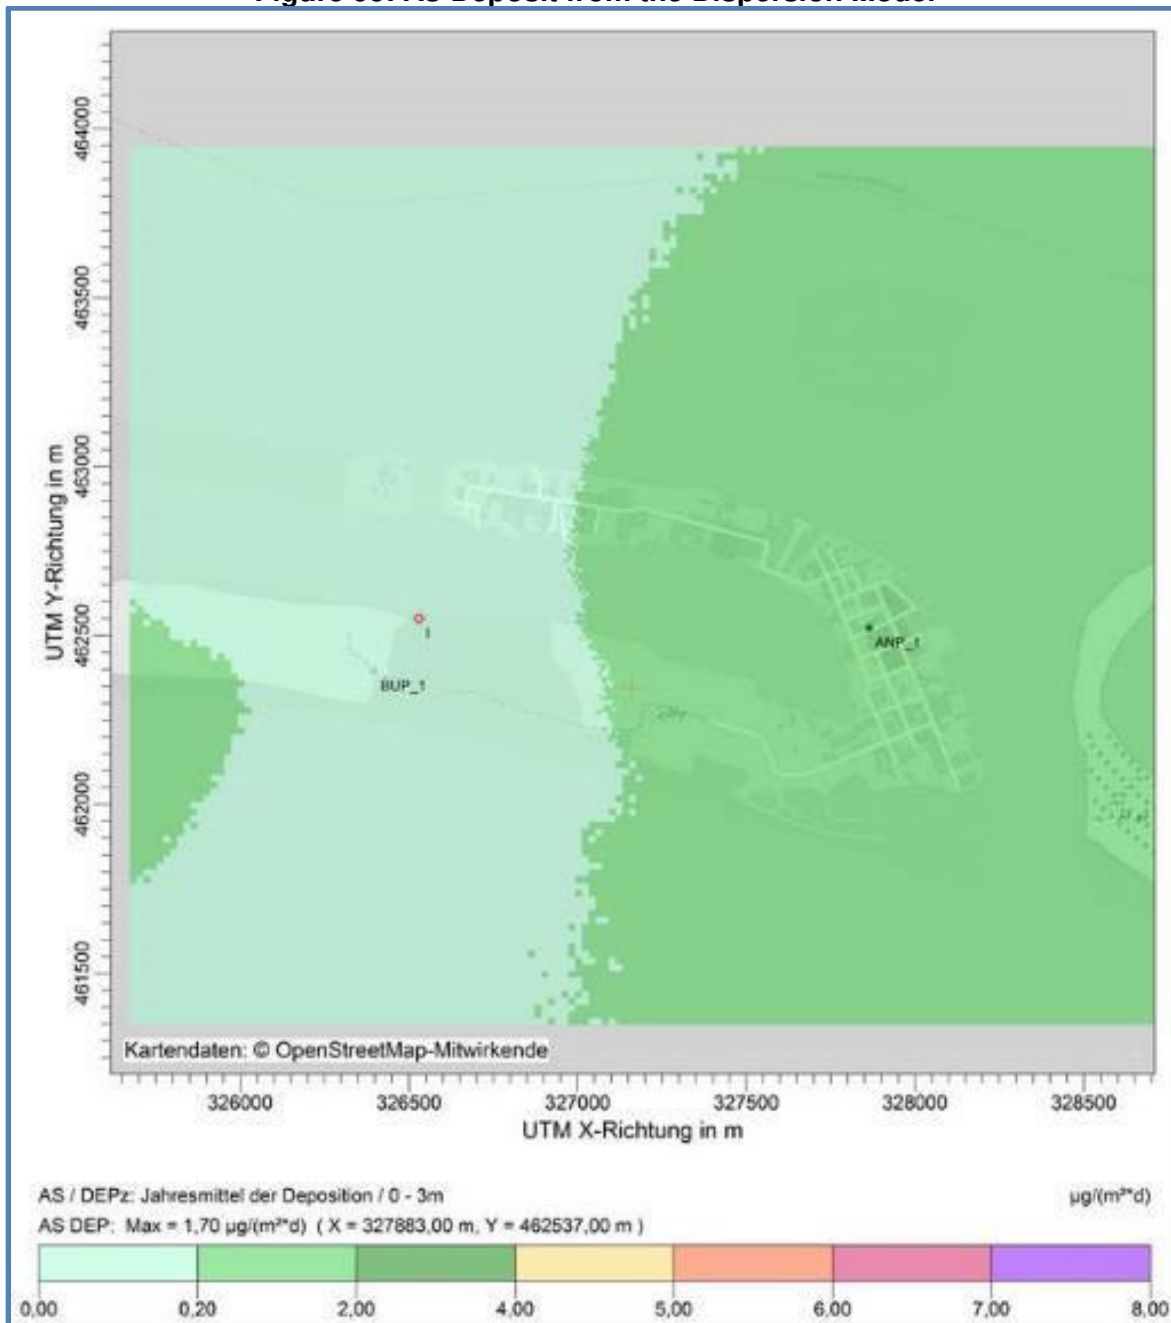 Figure 55: As Deposit from the Dispersion Model
UTM Y-Richtung in m
464000
463500
463000
462500
462000
461500
1
BUP_1
ANP_1
Kartendaten: © OpenStreetMap-Mitwirkende
326000 326500 327000 327500 328000 328500
UTM X-Richtung in m
AS / DEPz: Jahresmittel der Deposition / 0 - 3m µg/(m²*d)
AS DEP: Max = 1,70 µg/(m²*d) ( X = 327883,00 m, Y = 462537,00 m )
0,00 0,20 2,00 4,00 5,00 6,00 7,00 8,00